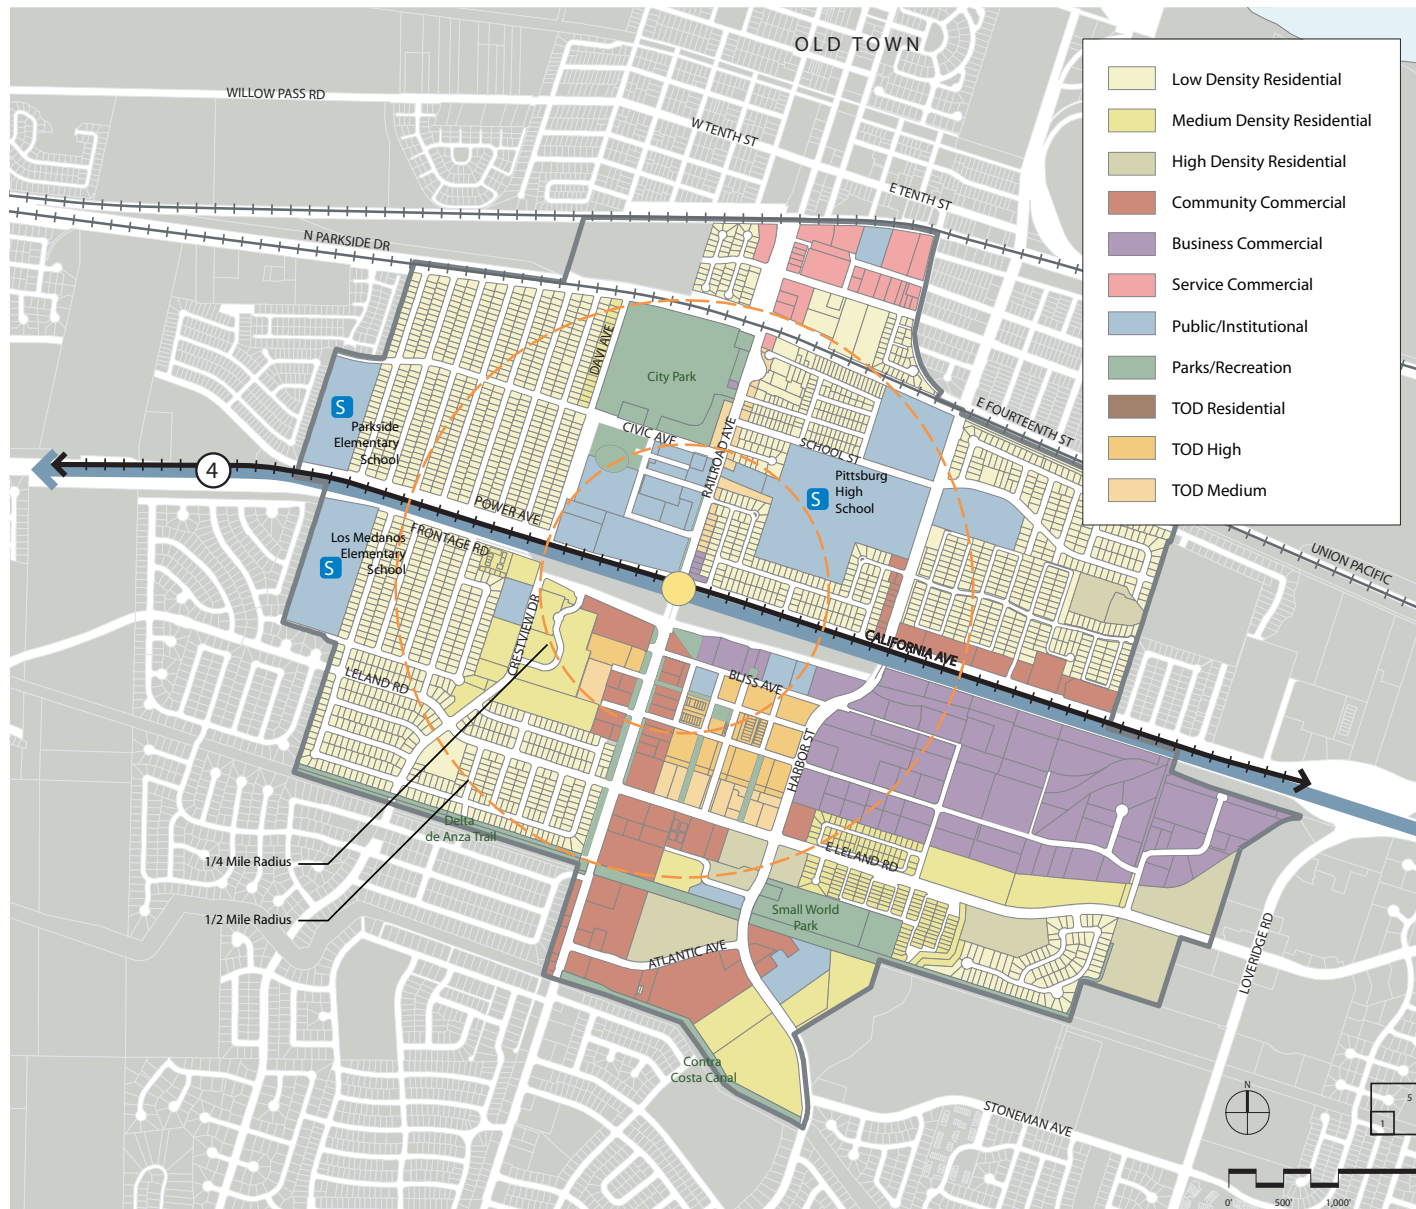 OLD TOWN
WILLOW PASS RD
W TENTH ST
E TENTH ST
N PARKSIDE DR
Low Density Residential
Medium Density Residential
High Density Residential
Community Commercial
Business Commercial
Service Commercial
Public/Institutional
Parks/Recreation
TOD Residential
TOD High
TOD Medium
DAVI AVE
City Park
E FOURTEENTH ST
S
Parkside
Elementary
School
CIVIC AVE
RAILROAD AVE
SCHOOL ST
4
S
Pittsburg
High
School
POWER AVE
FRONTAGE RD
Los Medanos
Elementary
School
S
UNION PACIFIC
CRESTVIEW DR
CALIFORNIA AVE
LELAND RD
BLISS AVE
HARBOR ST
Delta
de Anza Trail
E LELAND RD
1/4 Mile Radius
1/2 Mile Radius
Small World
Park
ATLANTIC AVE
LOVERIDGE RD
Contra
Costa Canal
STONEMAN AVE
N
5
1
0' 500' 1,000'